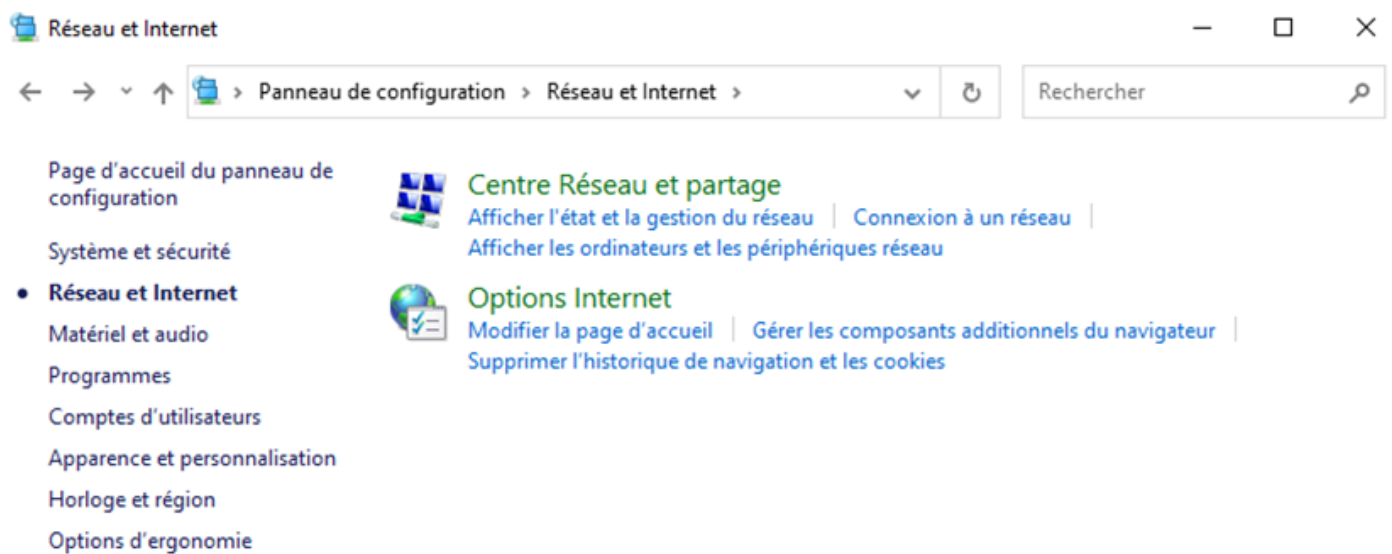 Réseau et Internet
Panneau de configuration > Réseau et Internet >
Rechercher
Page d'accueil du panneau de
configuration
Système et sécurité
Réseau et Internet
Matériel et audio
Programmes
Comptes d'utilisateurs
Apparence et personnalisation
Horloge et région
Options d'ergonomie
Centre Réseau et partage
Afficher l'état et la gestion du réseau | Connexion à un réseau |
Afficher les ordinateurs et les périphériques réseau
Options Internet
Modifier la page d'accueil | Gérer les composants additionnels du navigateur |
Supprimer l'historique de navigation et les cookies